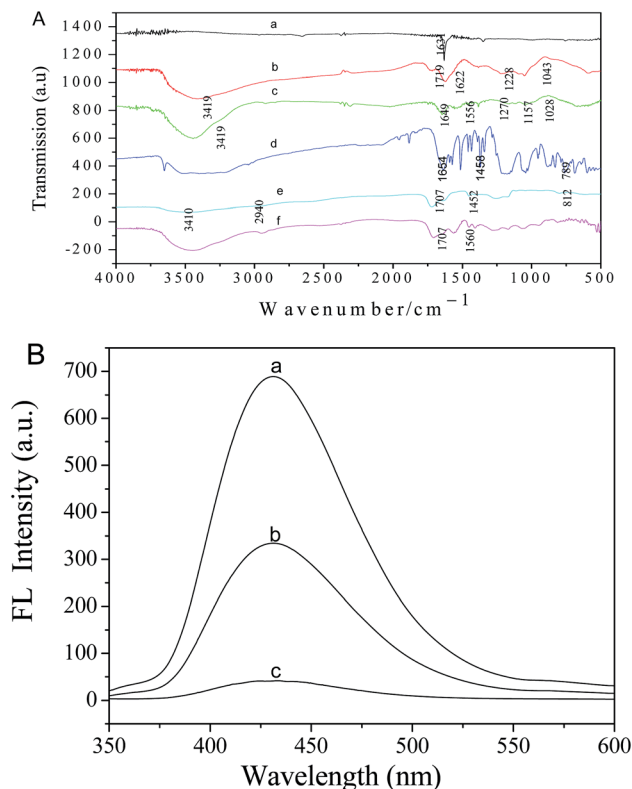 A
Transmission (a.u)
1400
1200
1000
800
600
400
200
0
-200
a
1631
b
3419
1719
1622
1228
1043
c
3419
1649
1556
1270
1157
1028
d
1654
1458
789
e
3410
2940
1707
1452
812
f
1707
1560
4000 3500 3000 2500 2000 1500 1000 500
Wavenumber/cm⁻¹
B
FL Intensity (a.u.)
700
600
500
400
300
200
100
0
a
b
c
350 400 450 500 550 600
Wavelength (nm)